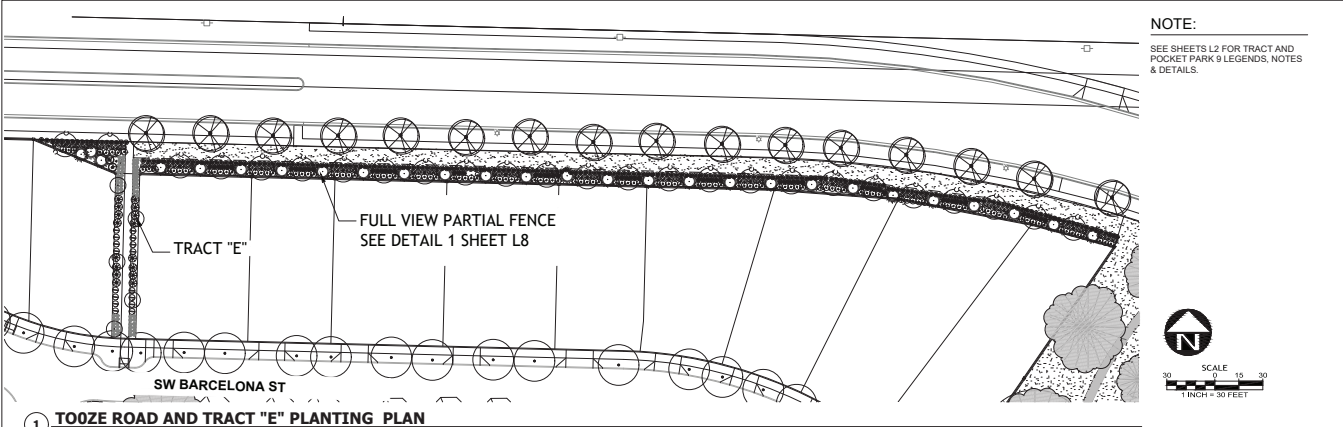 NOTE:
SEE SHEETS L2 FOR TRACT AND
POCKET PARK 9 LEGENDS, NOTES
& DETAILS.
FULL VIEW PARTIAL FENCE
SEE DETAIL 1 SHEET L8
TRACT "E"
SW BARCELONA ST
N
SCALE
30 0 15 30
1 INCH = 30 FEET
1 TOOZE ROAD AND TRACT "E" PLANTING PLAN